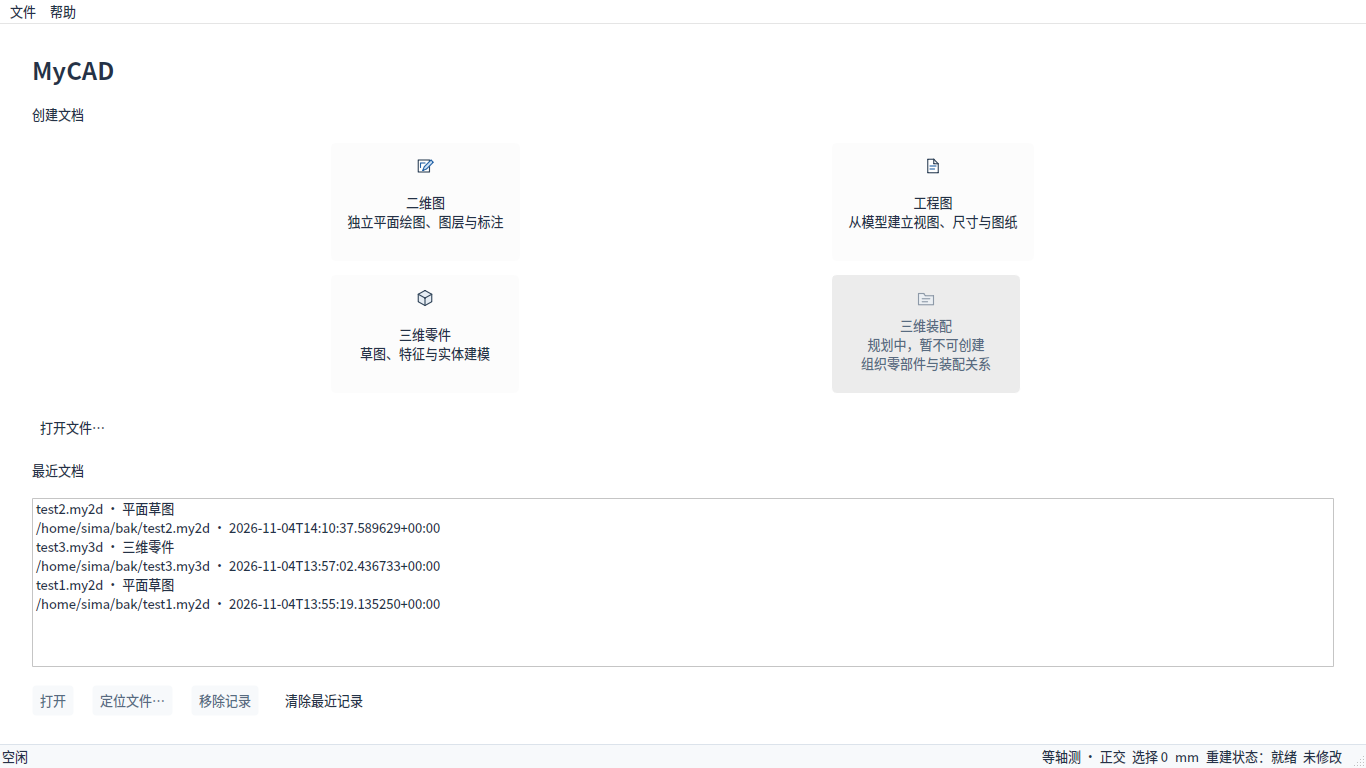 文件 帮助
MyCAD
创建文档
二维图
独立平面绘图、图层与标注
工程图
从模型建立视图、尺寸与图纸
三维零件
草图、特征与实体建模
三维装配
规划中，暂不可创建
组织零部件与装配关系
打开文件…
最近文档
test2.my2d · 平面草图
/home/sima/bak/test2.my2d · 2026-11-04T14:10:37.589629+00:00
test3.my3d · 三维零件
/home/sima/bak/test3.my3d · 2026-11-04T13:57:02.436733+00:00
test1.my2d · 平面草图
/home/sima/bak/test1.my2d · 2026-11-04T13:55:19.135250+00:00
打开 定位文件… 移除记录 清除最近记录
空闲 等轴测 · 正交 选择 0 mm 重建状态：就绪 未修改